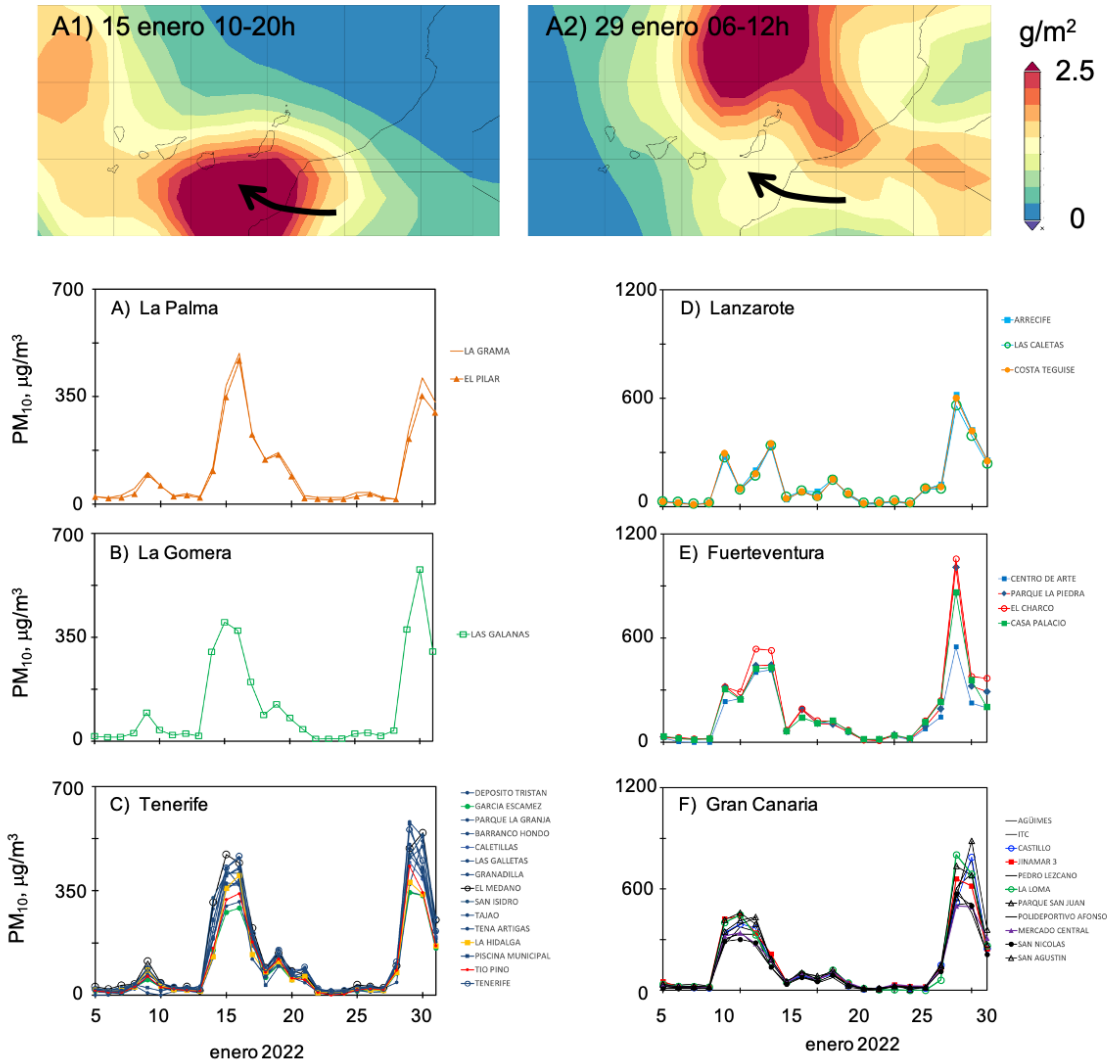 A1) 15 enero 10-20h
A2) 29 enero 06-12h
g/m²
2.5
0
A) La Palma
700
350
0
PM₁₀, µg/m³
LA GRAMA
EL PILAR
D) Lanzarote
1200
600
0
ARRECIFE
LAS CALETAS
COSTA TEGUISE
B) La Gomera
700
350
0
PM₁₀, µg/m³
LAS GALANAS
E) Fuerteventura
1200
600
0
CENTRO DE ARTE
PARQUE LA PIEDRA
EL CHARCO
CASA PALACIO
C) Tenerife
700
350
0
PM₁₀, µg/m³
DEPOSITO TRISTAN
GARCIA ESCAMEZ
PARQUE LA GRANJA
BARRANCO HONDO
CALETILLAS
LAS GALLETAS
GRANADILLA
EL MEDANO
SAN ISIDRO
TAJAO
TENA ARTIGAS
LA HIDALGA
PISCINA MUNICIPAL
TIO PINO
TENERIFE
5 10 15 20 25 30
enero 2022
F) Gran Canaria
1200
600
0
AGÜIMES
ITC
CASTILLO
JINAMAR 3
PEDRO LEZCANO
LA LOMA
PARQUE SAN JUAN
POLIDEPORTIVO AFONSO
MERCADO CENTRAL
SAN NICOLAS
SAN AGUSTIN
5 10 15 20 25 30
enero 2022